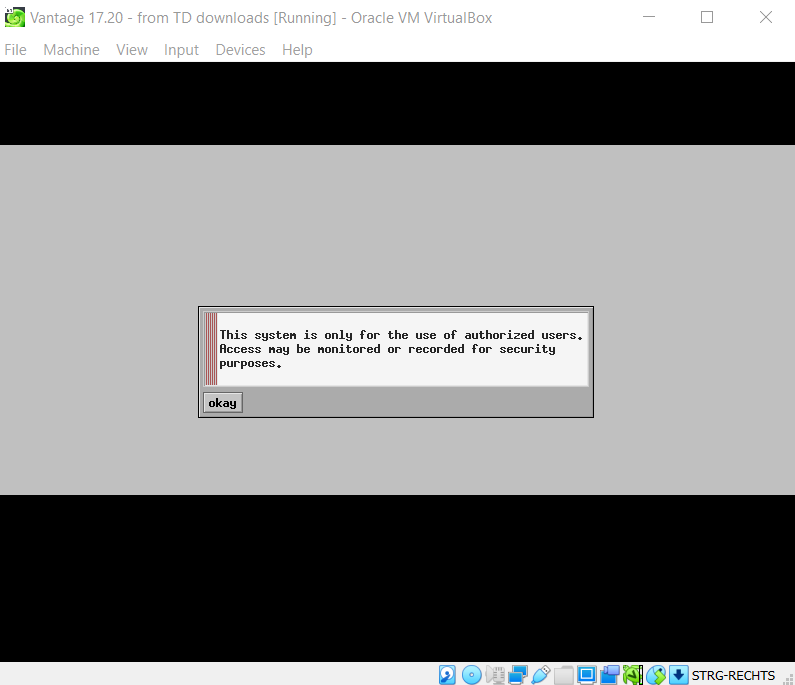 Vantage 17.20 - from TD downloads [Running] - Oracle VM VirtualBox
File Machine View Input Devices Help
This system is only for the use of authorized users.
Access may be monitored or recorded for security
purposes.
okay
STRG-RECHTS